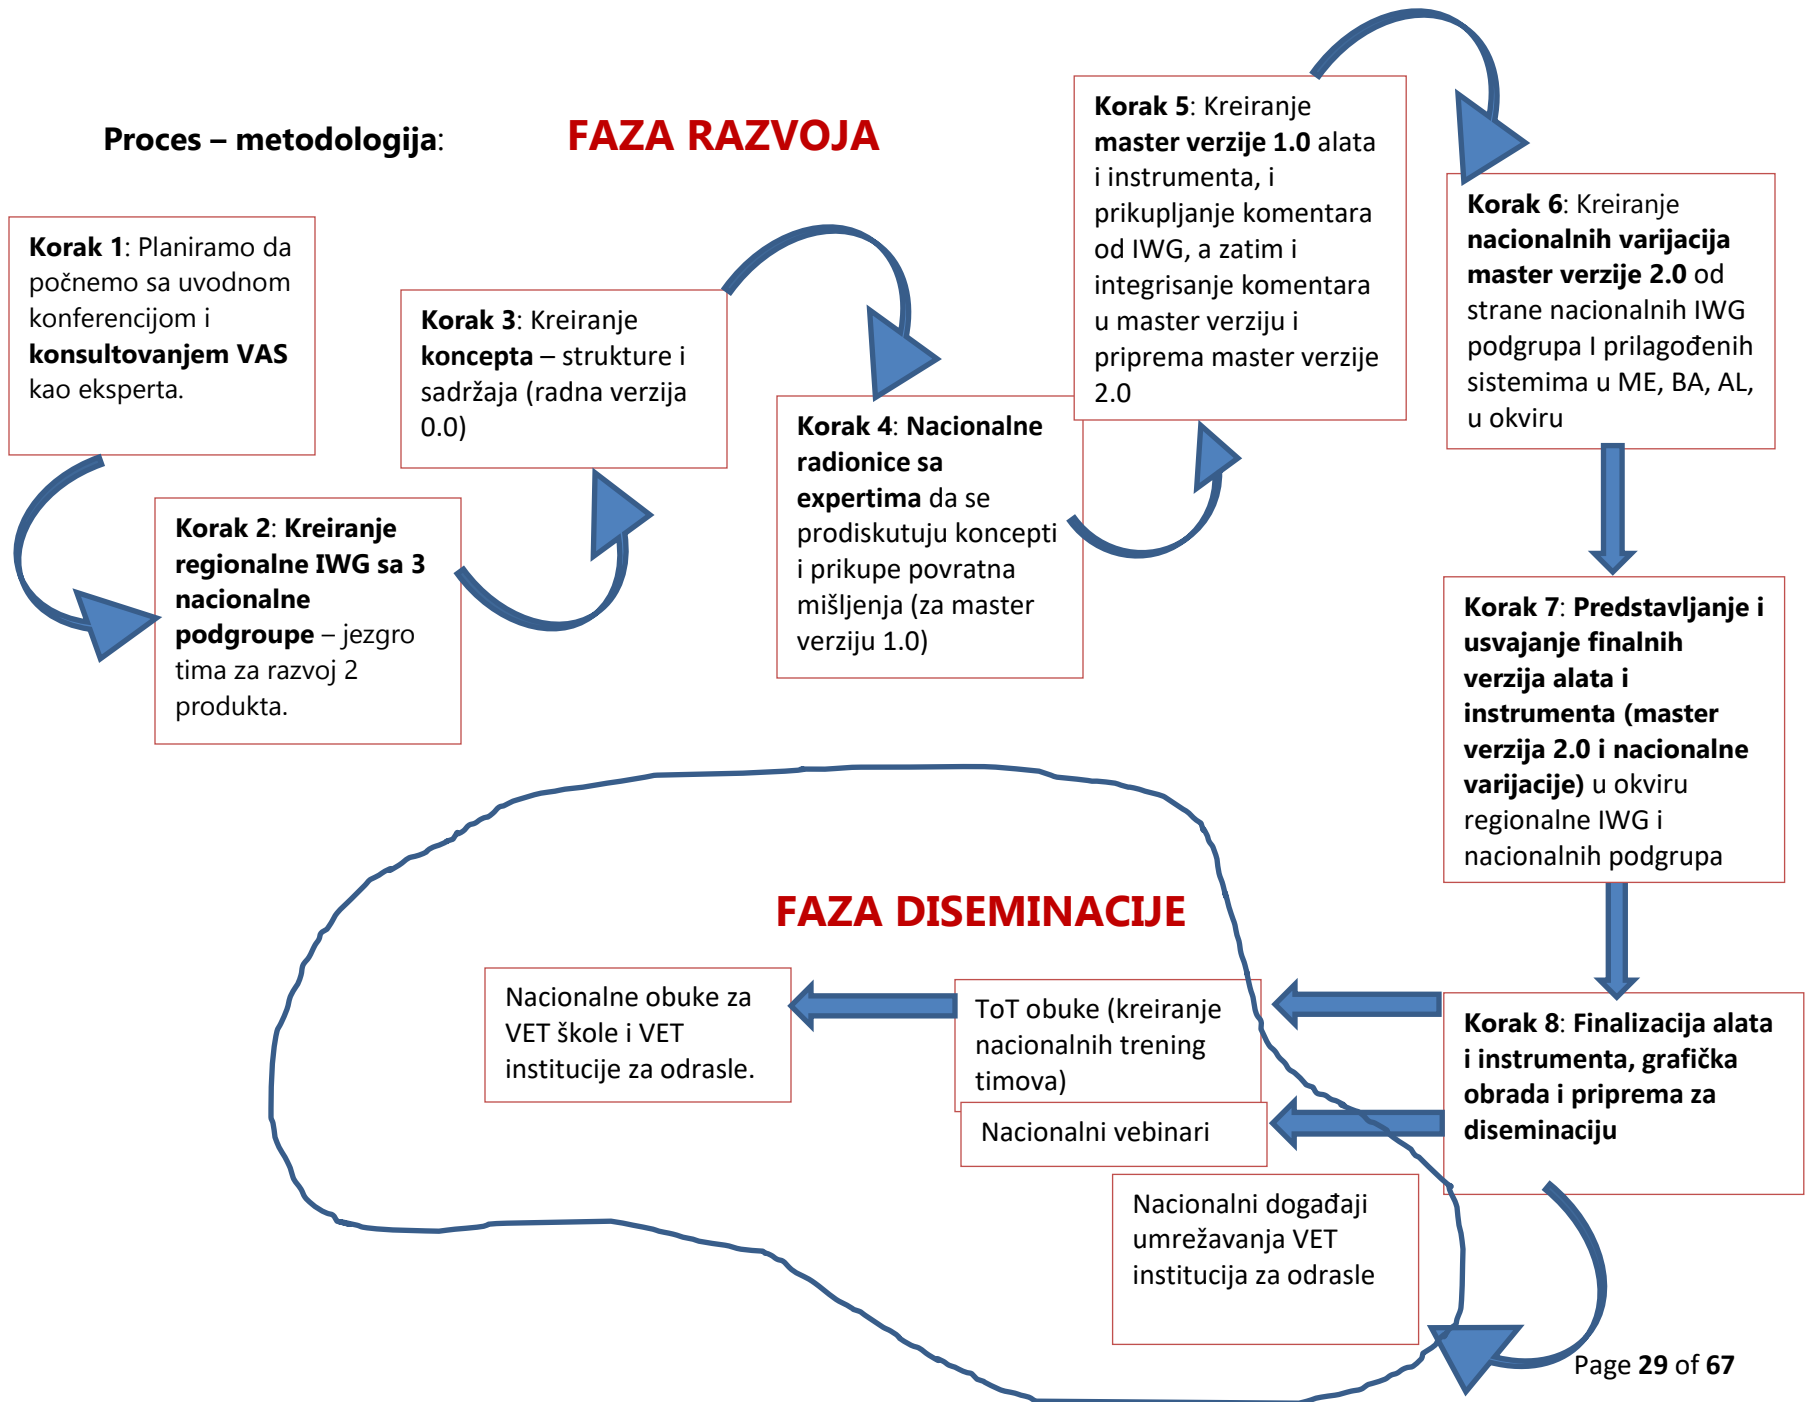 Proces – metodologija:
FAZA RAZVOJA
Korak 1: Planiramo da
počnemo sa uvodnom
konferencijom i
konsultovanjem VAS
kao eksperta.
Korak 2: Kreiranje
regionalne IWG sa 3
nacionalne
podgroupe – jezgro
tima za razvoj 2
produkta.
Korak 3: Kreiranje
koncepta – strukture i
sadržaja (radna verzija
0.0)
Korak 4: Nacionalne
radionice sa
expertima da se
prodiskutuju koncepti
i prikupe povratna
mišljenja (za master
verziju 1.0)
Korak 5: Kreiranje
master verzije 1.0 alata
i instrumenta, i
prikupljanje komentara
od IWG, a zatim i
integrisanje komentara
u master verziju i
priprema master verzije
2.0
Korak 6: Kreiranje
nacionalnih varijacija
master verzije 2.0 od
strane nacionalnih IWG
podgrupa I prilagođenih
sistemima u ME, BA, AL,
u okviru
Korak 7: Predstavljanje i
usvajanje finalnih
verzija alata i
instrumenta (master
verzija 2.0 i nacionalne
varijacije) u okviru
regionalne IWG i
nacionalnih podgrupa
Korak 8: Finalizacija alata
i instrumenta, grafička
obrada i priprema za
diseminaciju
FAZA DISEMINACIJE
Nacionalne obuke za
VET škole i VET
institucije za odrasle.
ToT obuke (kreiranje
nacionalnih trening
timova)
Nacionalni vebinari
Nacionalni događaji
umrežavanja VET
institucija za odrasle
Page 29 of 67